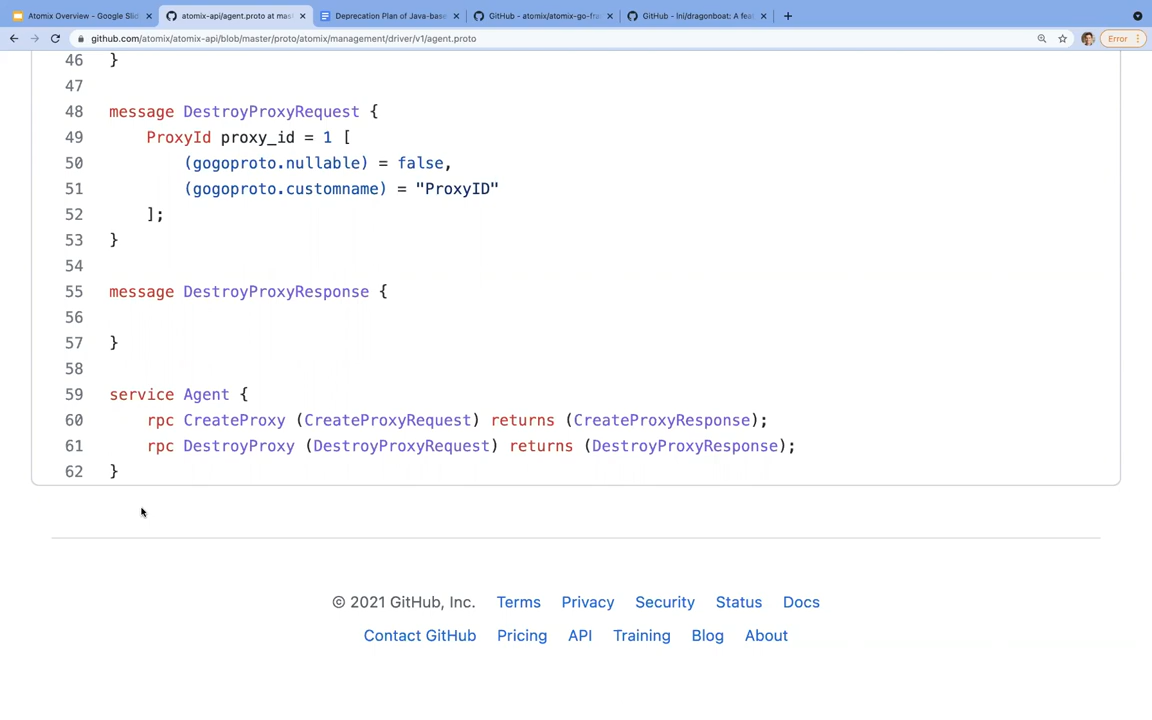 Atomix Overview - Google Slid
atomix-api/agent.proto at mas
Deprecation Plan of Java-base
GitHub - atomix/atomix-go-fra
GitHub - lni/dragonboat: A fea
github.com/atomix/atomix-api/blob/master/proto/atomix/management/driver/v1/agent.proto
Error
46 }
47
48 message DestroyProxyRequest {
49 ProxyId proxy_id = 1 [
50 (gogoproto.nullable) = false,
51 (gogoproto.customname) = "ProxyID"
52 ];
53 }
54
55 message DestroyProxyResponse {
56
57 }
58
59 service Agent {
60 rpc CreateProxy (CreateProxyRequest) returns (CreateProxyResponse);
61 rpc DestroyProxy (DestroyProxyRequest) returns (DestroyProxyResponse);
62 }
© 2021 GitHub, Inc. Terms Privacy Security Status Docs
Contact GitHub Pricing API Training Blog About